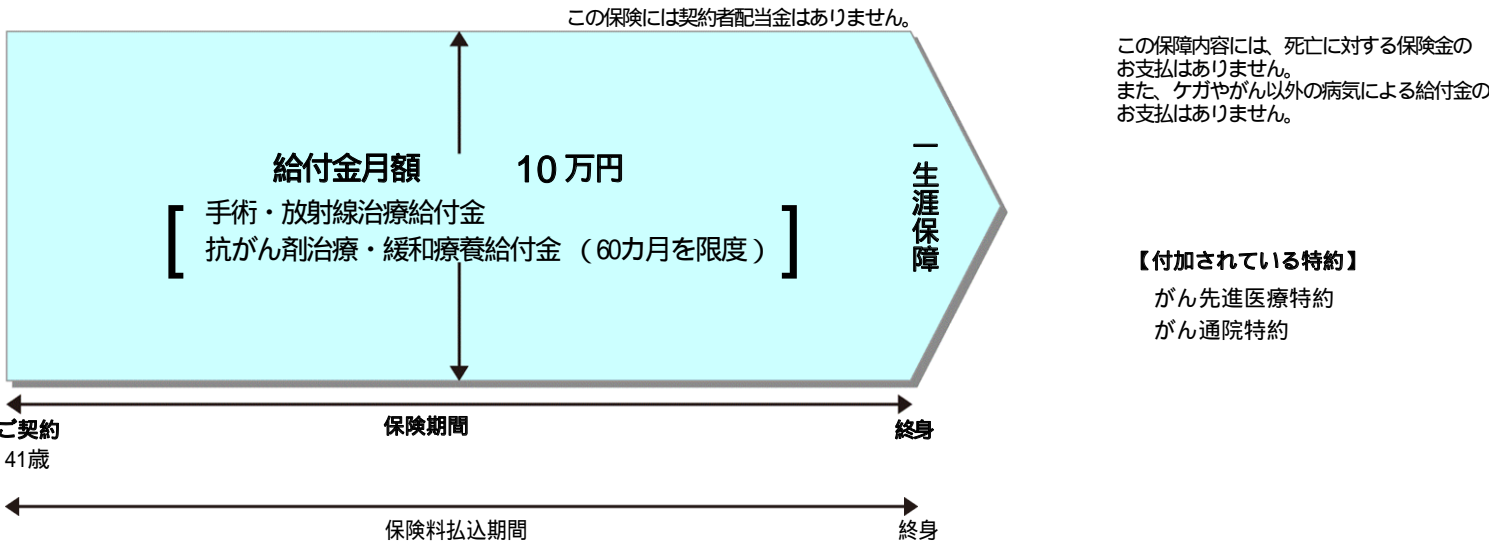 この保険には契約者配当金はありません。
この保障内容には、死亡に対する保険金の
お支払はありません。
また、ケガやがん以外の病気による給付金の
お支払はありません。
給付金月額 10万円
手術・放射線治療給付金
抗がん剤治療・緩和療養給付金 (60カ月を限度)
一生涯保障
【付加されている特約】
がん先進医療特約
がん通院特約
ご契約
保険期間
終身
41歳
保険料払込期間
終身